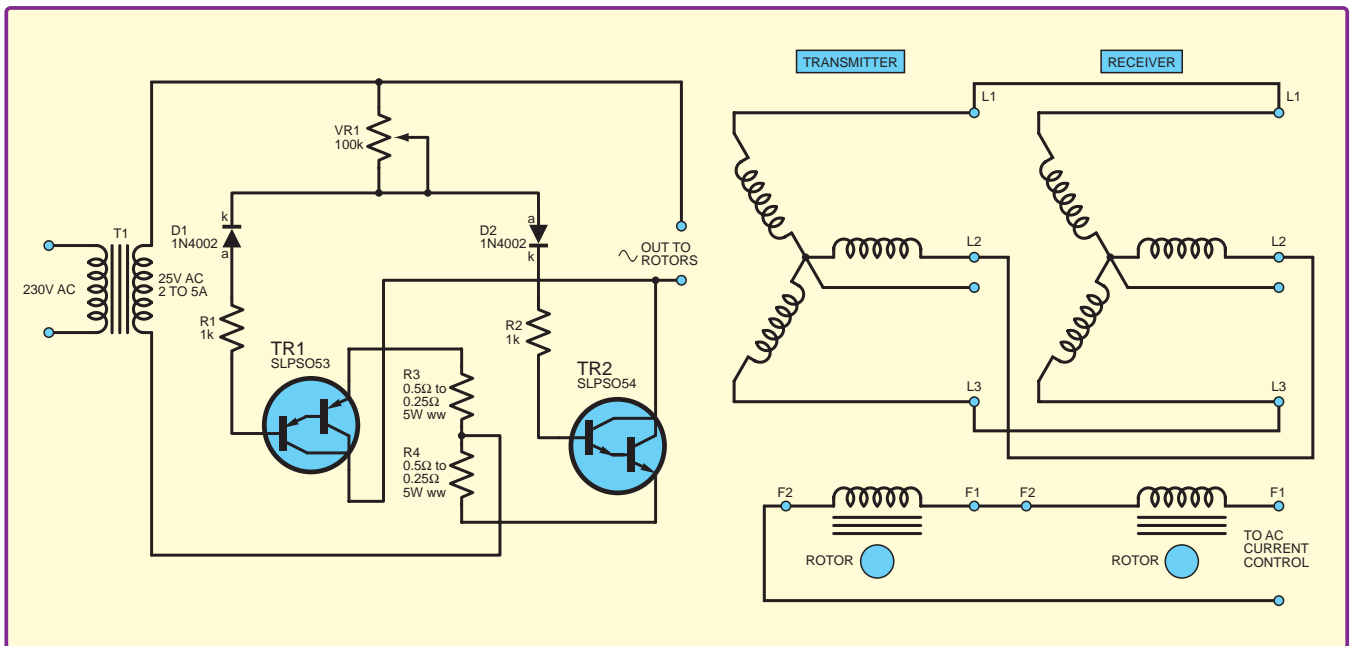 TRANSMITTER
RECEIVER
L1
L1
VR1
100k
k
D1
1N4002
a
a
D2
1N4002
k
T1
230V AC
25V AC
2 TO 5A
OUT TO
ROTORS
L2
L2
R1
1k
R2
1k
TR1
SLPSO53
TR2
SLPSO54
R3
0.5Ω to
0.25Ω
5W ww
R4
0.5Ω to
0.25Ω
5W ww
L3
L3
F2
F1
F2
F1
ROTOR
ROTOR
TO AC
CURRENT
CONTROL